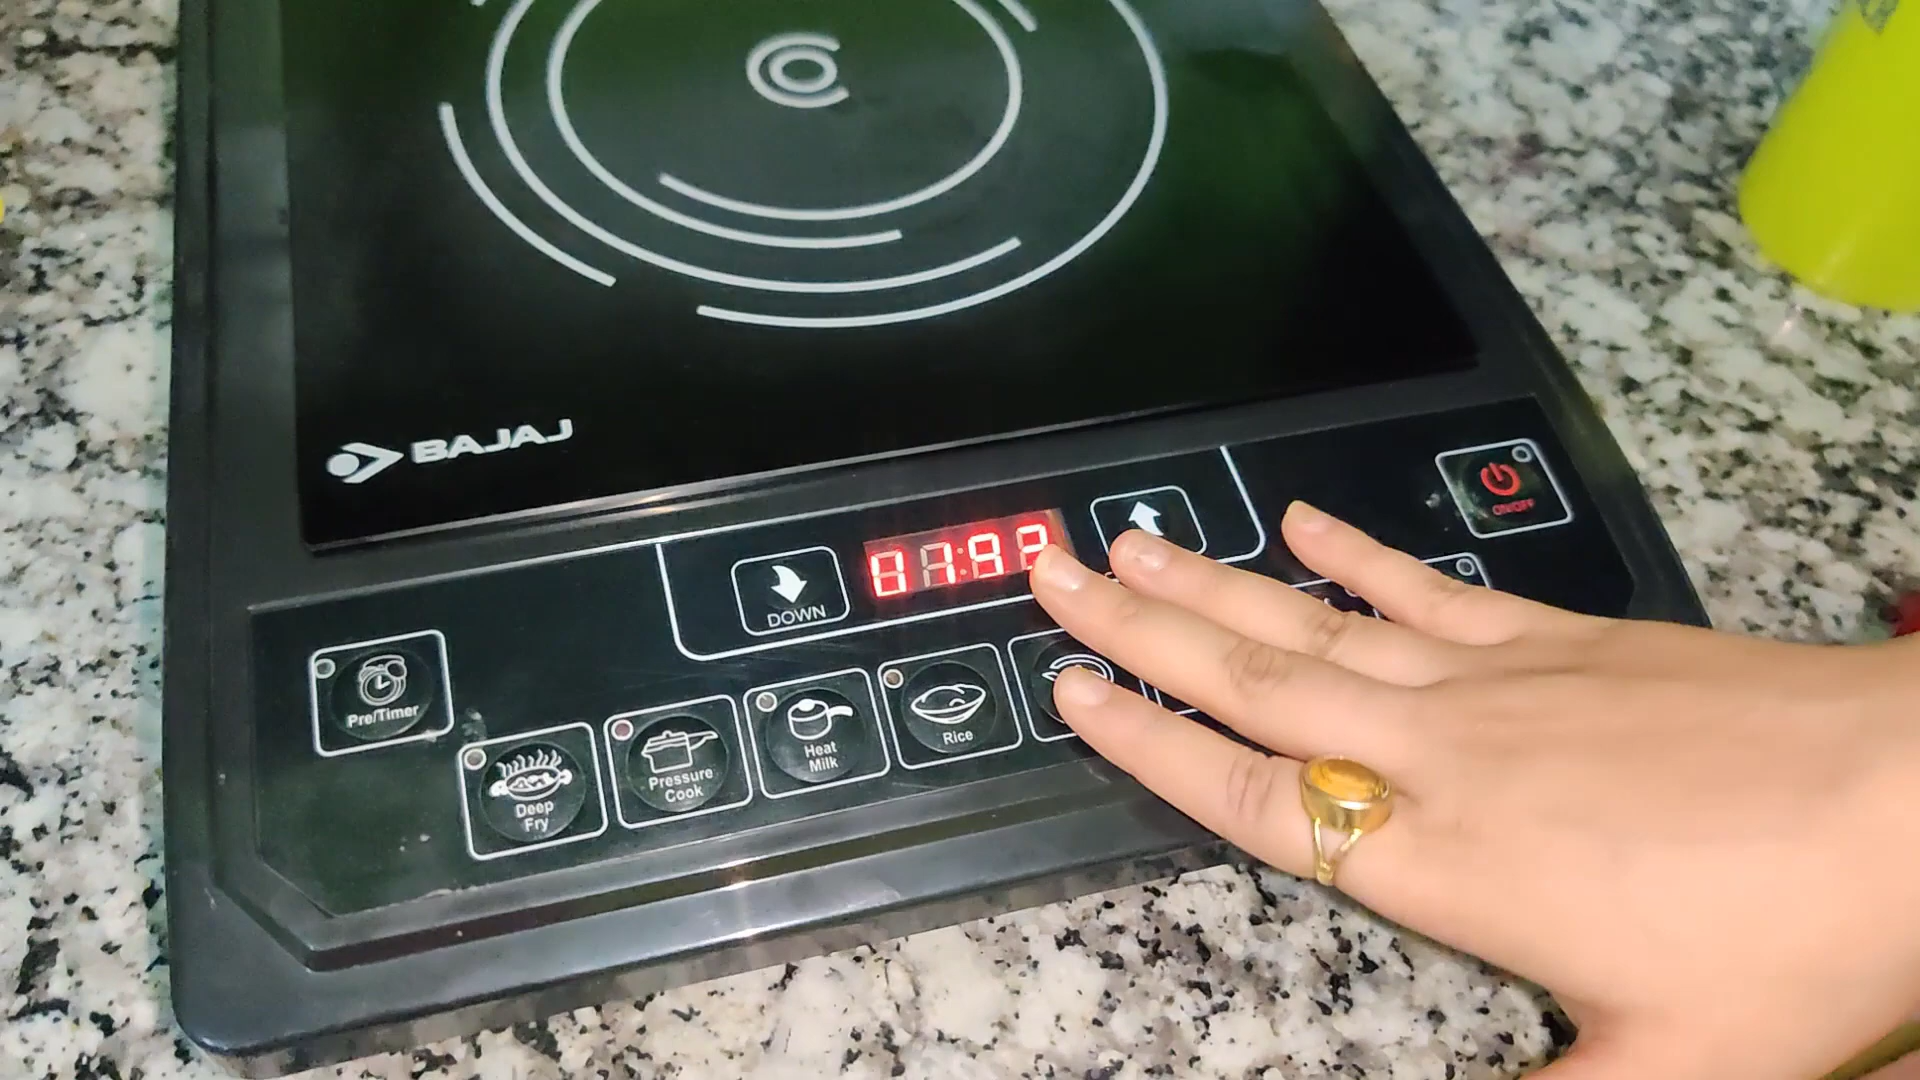 BAJAJ
ON/OFF
DOWN
Pre/Timer
Deep
Fry
Pressure
Cook
Heat
Milk
Rice